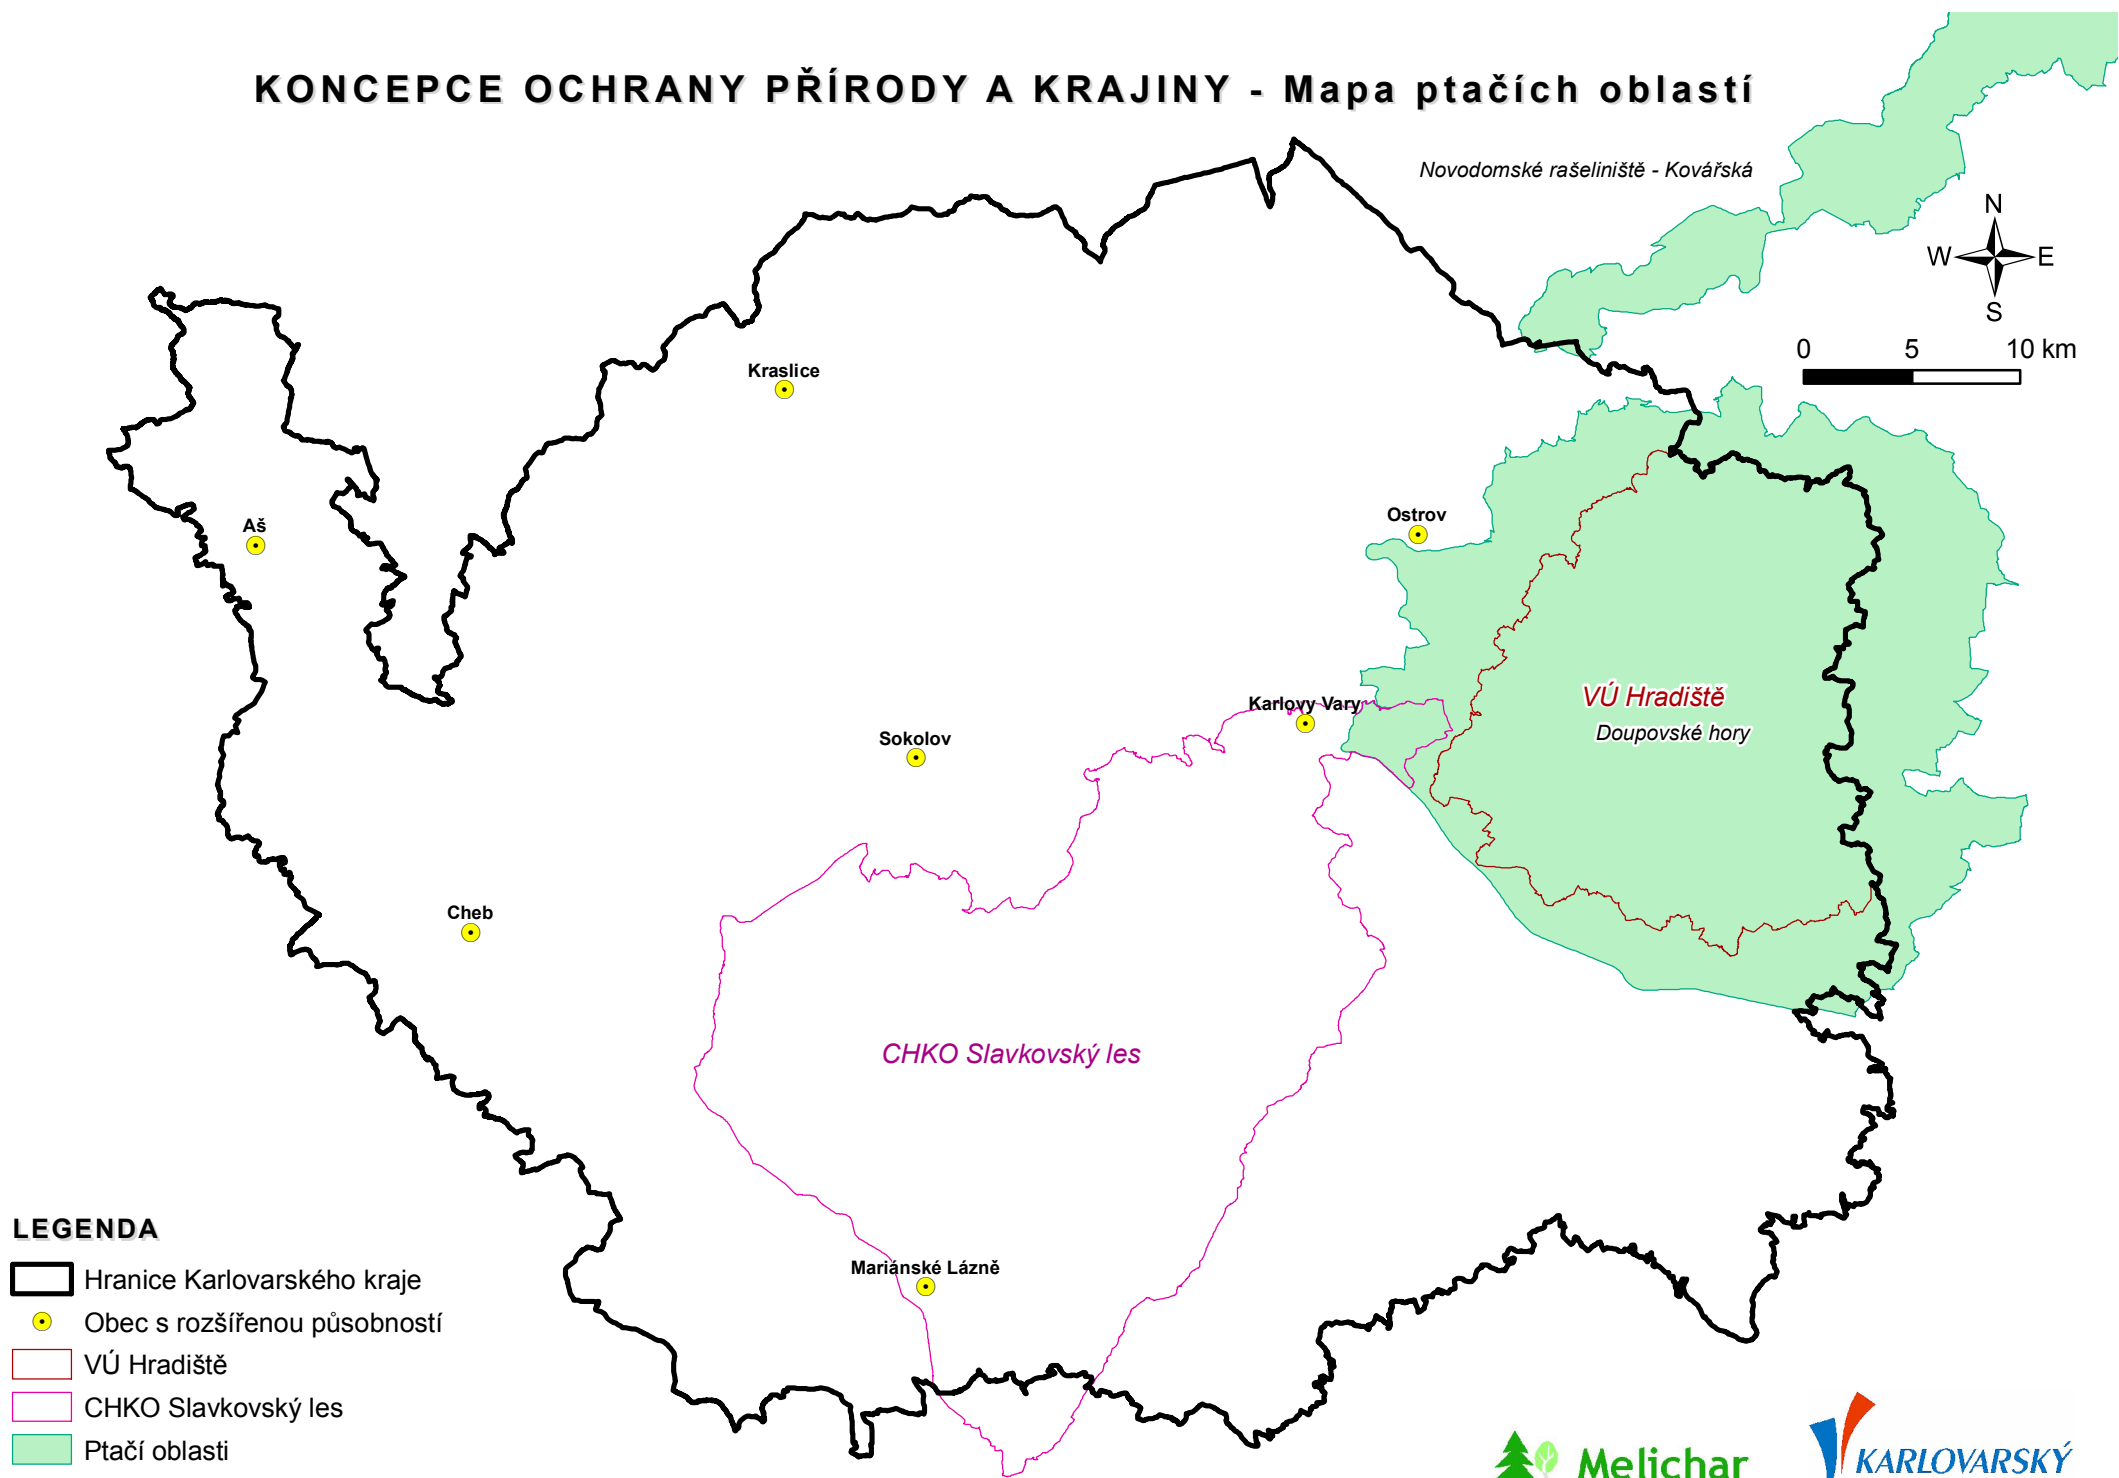 KONCEPCE OCHRANY PŘÍRODY A KRAJINY - Mapa ptačích oblastí
Novodomské rašeliniště - Kovářská
N
W E
S
0 5 10 km
Kraslice
Aš
Ostrov
VÚ Hradiště
Doupovské hory
Karlovy Vary
Sokolov
Cheb
CHKO Slavkovský les
Mariánské Lázně
LEGENDA
Hranice Karlovarského kraje
Obec s rozšířenou působností
VÚ Hradiště
CHKO Slavkovský les
Ptačí oblasti
Melichar
KARLOVARSKÝ